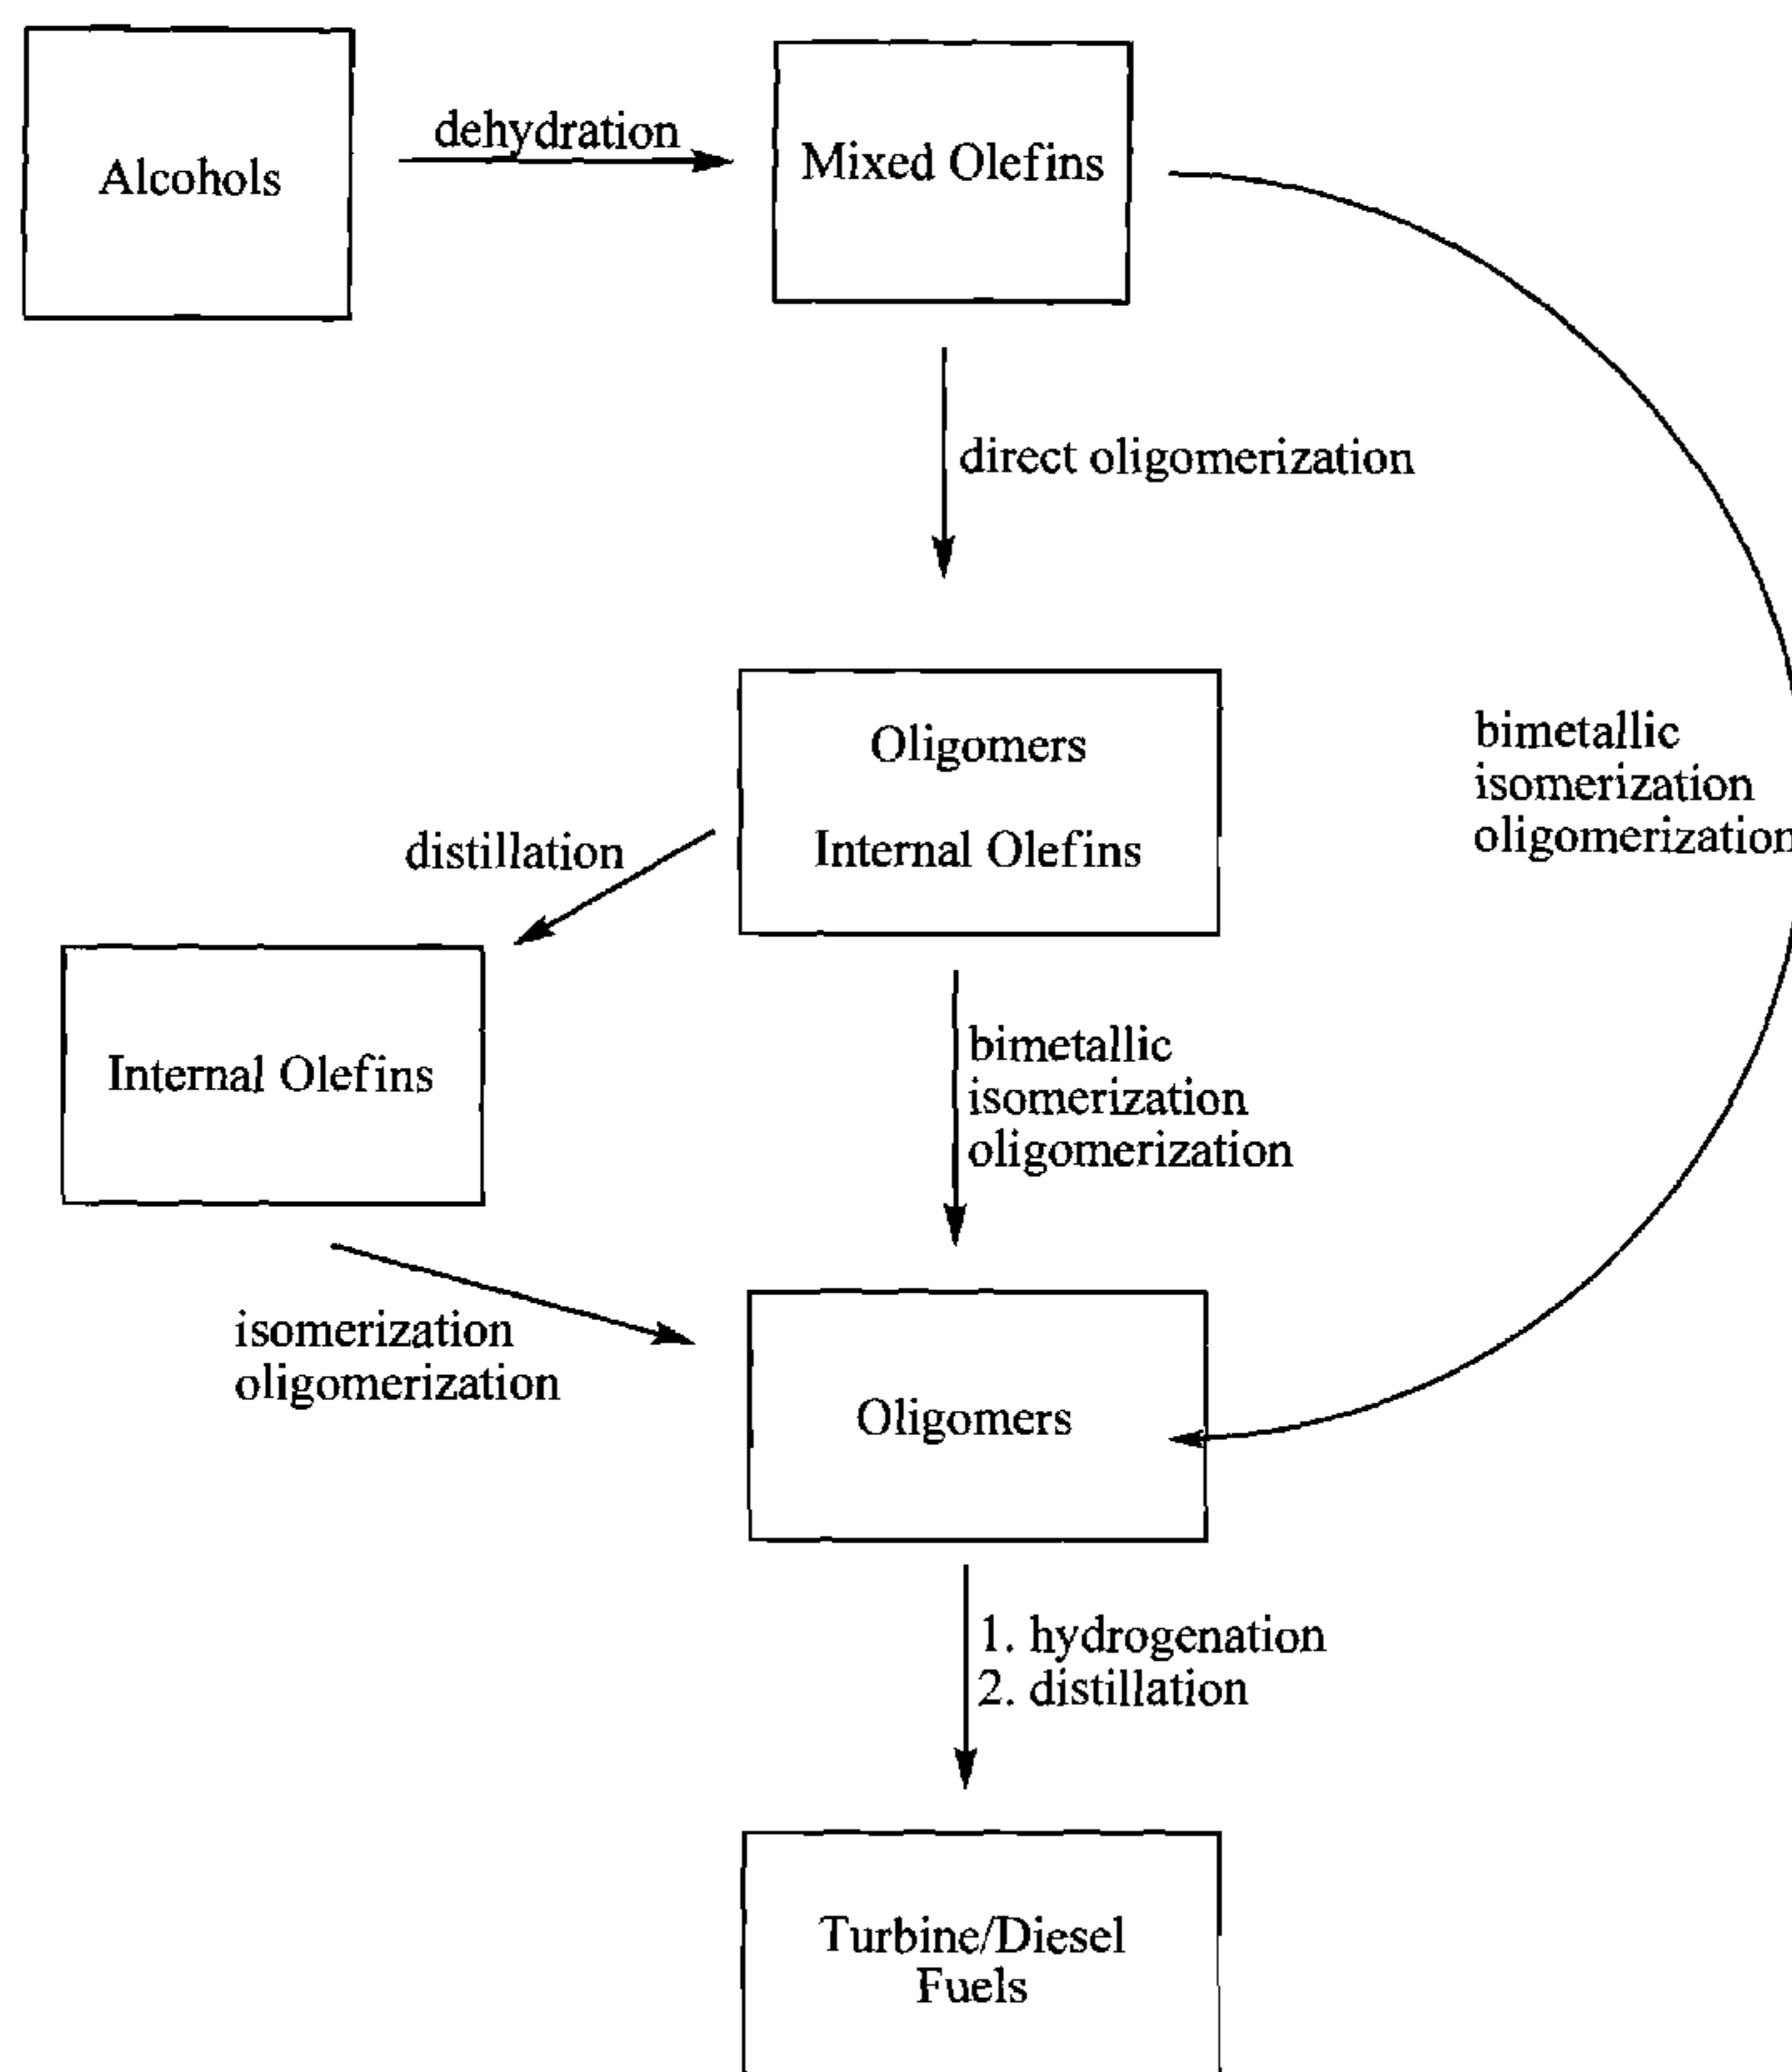 Alcohols
dehydration
Mixed Olefins
direct oligomerization
Oligomers
Internal Olefins
distillation
bimetallic
isomerization
oligomerization
Internal Olefins
bimetallic
isomerization
oligomerization
isomerization
oligomerization
Oligomers
1. hydrogenation
2. distillation
Turbine/Diesel
Fuels